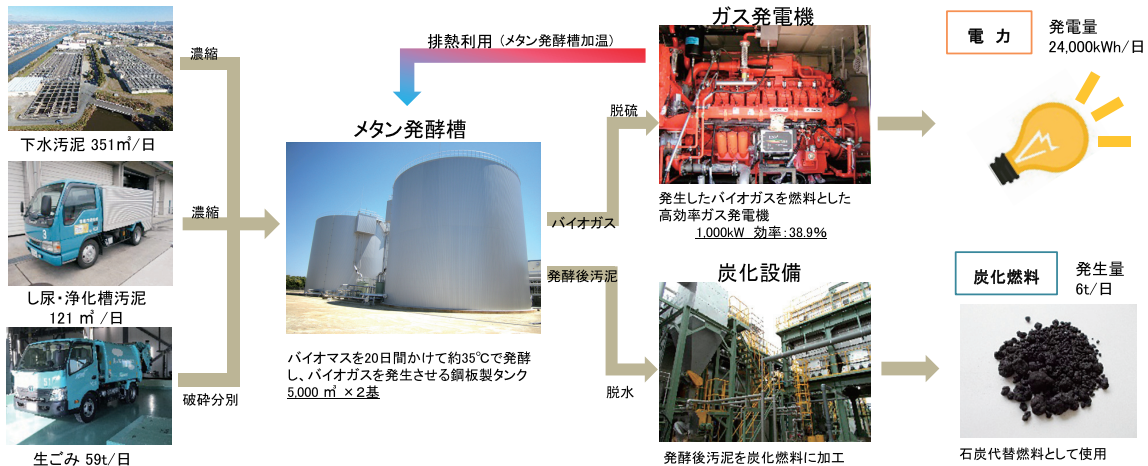 下水汚泥 351㎥/日
濃縮
し尿・浄化槽汚泥
121 ㎥ /日
濃縮
生ごみ 59t/日
破砕分別
排熱利用 (メタン発酵槽加温)
メタン発酵槽
バイオマスを20日間かけて約35℃で発酵
し、バイオガスを発生させる鋼板製タンク
5,000 ㎥ ×2基
バイオガス
脱硫
発酵後汚泥
脱水
ガス発電機
発生したバイオガスを燃料とした
高効率ガス発電機
1,000kW 効率:38.9%
炭化設備
発酵後汚泥を炭化燃料に加工
電 力
発電量
24,000kWh/日
炭化燃料
発生量
6t/日
石炭代替燃料として使用